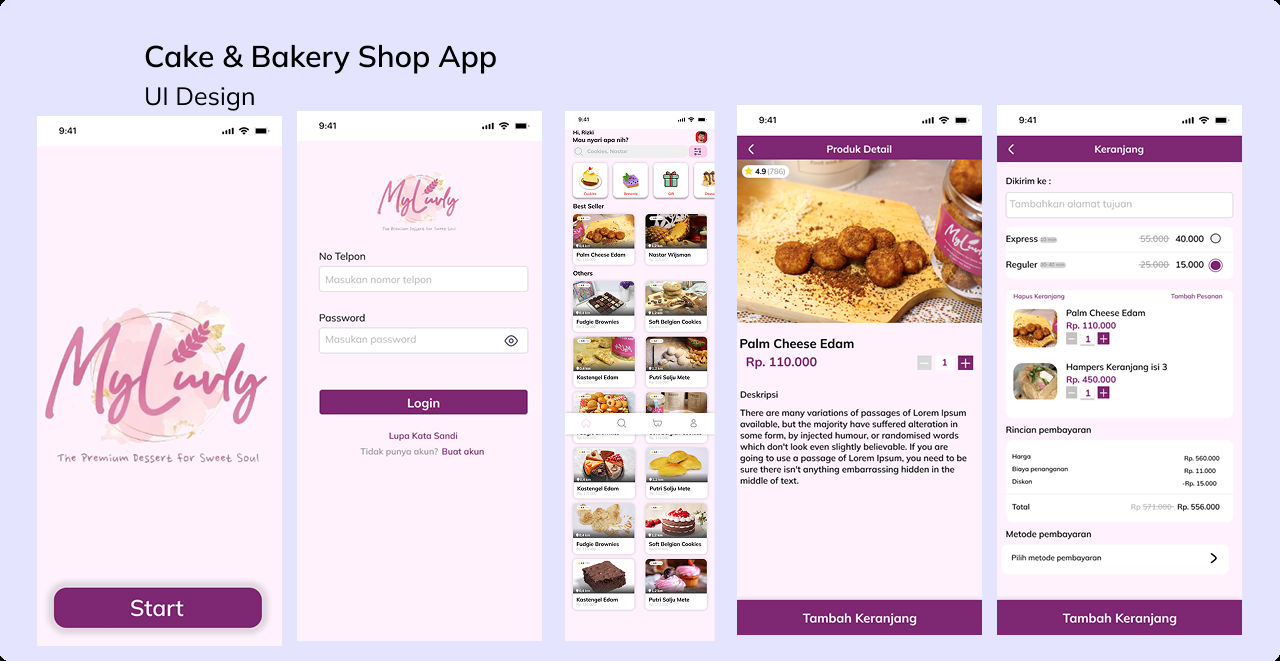 Cake & Bakery Shop App
UI Design
9:41
MyLuvly
The Premium Dessert for Sweet Soul
Start
9:41
MyLuvly
The Premium Dessert for Sweet Soul
No Telpon
Masukan nomor telpon
Password
Masukan password
Login
Lupa Kata Sandi
Tidak punya akun? Buat akun
9:41
Hi, Rizki
Mau nyari apa nih?
Cookies, Nastar
Cookies
Brownis
Gift
Best Seller
Palm Cheese Edam
Nastar Wijsman
Others
Fudgie Brownies
Soft Belgian Cookies
Kastengel Edam
Putri Salju Mete
Fudgie Brownies
Soft Belgian Cookies
Kastengel Edam
Putri Salju Mete
Fudgie Brownies
Soft Belgian Cookies
Kastengel Edam
Putri Salju Mete
9:41
Produk Detail
4.9 (786)
MyLuvly
Palm Cheese Edam
Rp. 110.000
1
Deskripsi
There are many variations of passages of Lorem Ipsum
available, but the majority have suffered alteration in
some form, by injected humour, or randomised words
which don't look even slightly believable. If you are
going to use a passage of Lorem Ipsum, you need to be
sure there isn't anything embarrassing hidden in the
middle of text.
Tambah Keranjang
9:41
Keranjang
Dikirim ke :
Tambahkan alamat tujuan
Express 55.000 40.000
Reguler 25.000 15.000
Hapus Keranjang Tambah Pesanan
Palm Cheese Edam
Rp. 110.000
1
Hampers Keranjang isi 3
Rp. 450.000
1
Rincian pembayaran
Harga Rp. 560.000
Biaya penanganan Rp. 11.000
Diskon -Rp. 15.000
Total Rp 571.000 Rp. 556.000
Metode pembayaran
Pilih metode pembayaran
Tambah Keranjang